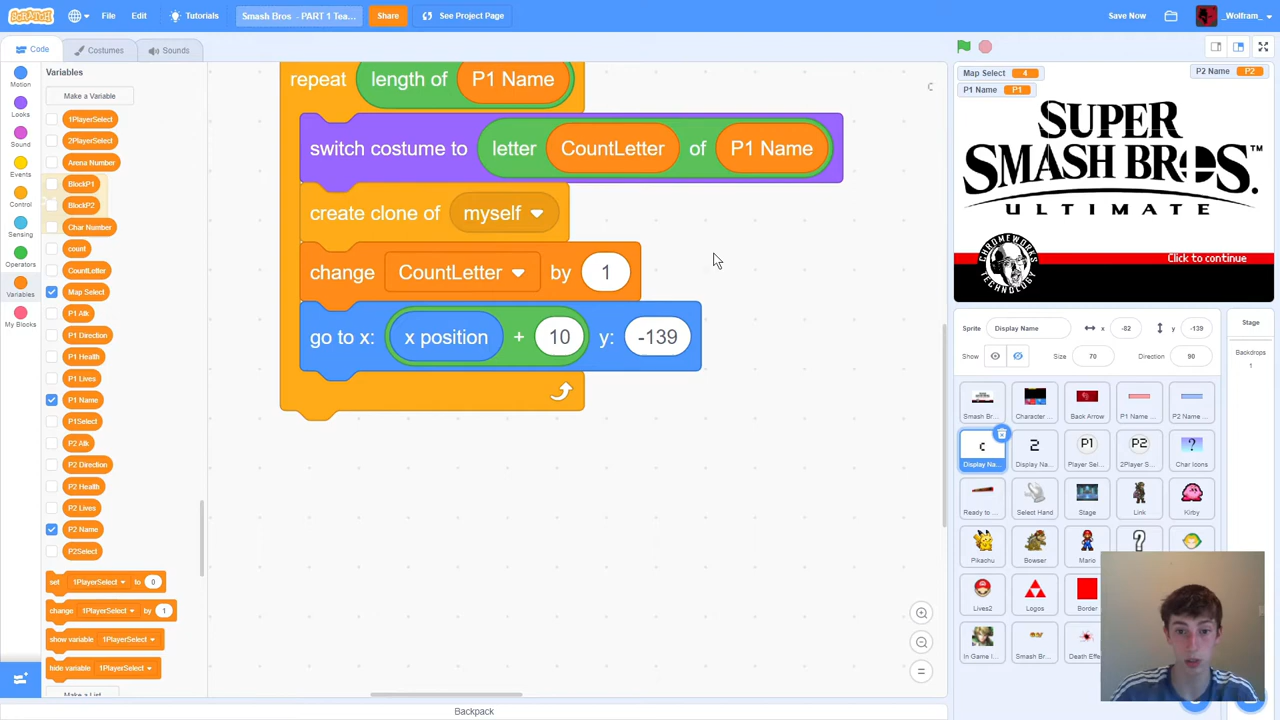 SCRATCH File Edit Tutorials Smash Bros - PART 1 Tea... Share See Project Page Save Now _Wolfram_
Code Costumes Sounds
Motion
Looks
Sound
Events
Control
Sensing
Operators
Variables
My Blocks
Variables
Make a Variable
1PlayerSelect
2PlayerSelect
Arena Number
BlockP1
BlockP2
Char Number
count
CountLetter
Map Select
P1 Atk
P1 Direction
P1 Health
P1 Lives
P1 Name
P1Select
P2 Atk
P2 Direction
P2 Health
P2 Lives
P2 Name
P2Select
set 1PlayerSelect to 0
change 1PlayerSelect by 1
show variable 1PlayerSelect
hide variable 1PlayerSelect
Make a List
repeat length of P1 Name
switch costume to letter CountLetter of P1 Name
create clone of myself
change CountLetter by 1
go to x: x position + 10 y: -139
c
Map Select 4
P1 Name P1
P2 Name P2
SUPER
SMASH BROS.™
ULTIMATE
CHROMEWORKS
TECHNOLOGY
Click to continue
Sprite Display Name x -82 y -139
Show Size 70 Direction 90
Stage
Backdrops
1
Smash Br... Character ... Back Arrow P1 Name ... P2 Name ...
c 2 P1 P2 ?
Display Na... Display Na... Player Sel... 2Player S... Char Icons
Ready to ... Select Hand Stage Link Kirby
Pikachu Bowser Mario
Lives2 Logos Border
In Game I... Smash Br... Death Effe...
Backpack